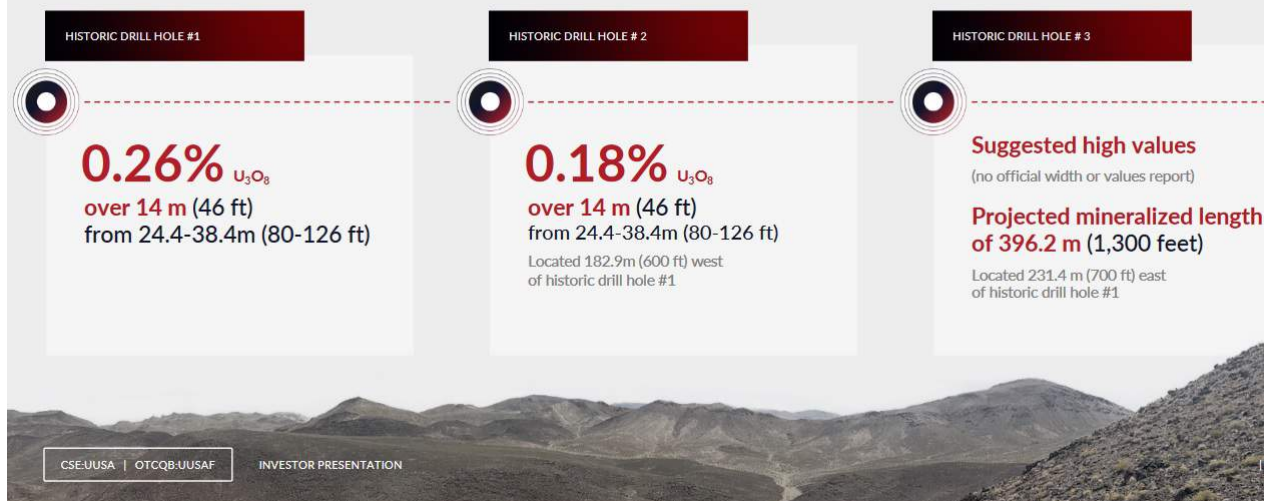 HISTORIC DRILL HOLE #1
0.26% U₃O₈
over 14 m (46 ft)
from 24.4-38.4m (80-126 ft)
HISTORIC DRILL HOLE # 2
0.18% U₃O₈
over 14 m (46 ft)
from 24.4-38.4m (80-126 ft)
Located 182.9m (600 ft) west
of historic drill hole #1
HISTORIC DRILL HOLE # 3
Suggested high values
(no official width or values report)
Projected mineralized length
of 396.2 m (1,300 feet)
Located 231.4 m (700 ft) east
of historic drill hole #1
CSE:UUSA | OTCQB:UUSAF
INVESTOR PRESENTATION